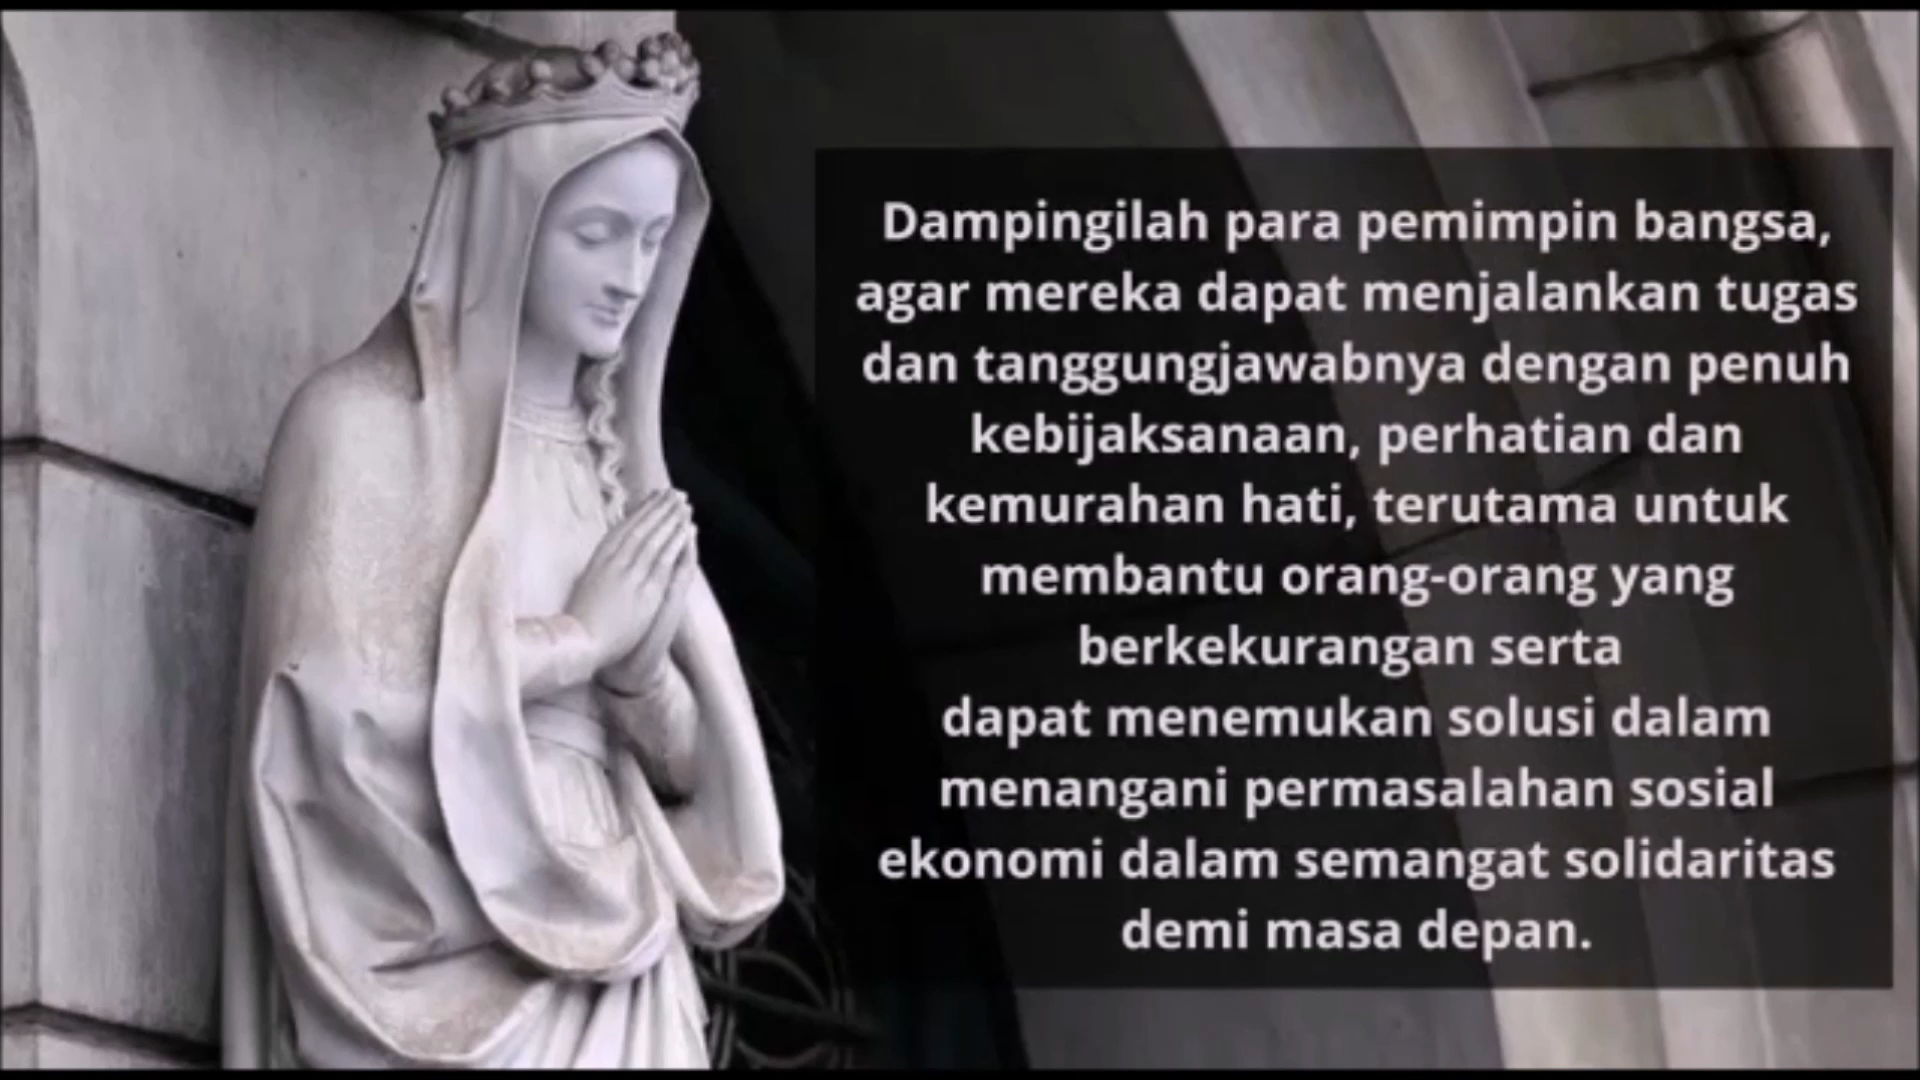 Dampingilah para pemimpin bangsa,
agar mereka dapat menjalankan tugas
dan tanggungjawabnya dengan penuh
kebijaksanaan, perhatian dan
kemurahan hati, terutama untuk
membantu orang-orang yang
berkekurangan serta
dapat menemukan solusi dalam
menangani permasalahan sosial
ekonomi dalam semangat solidaritas
demi masa depan.